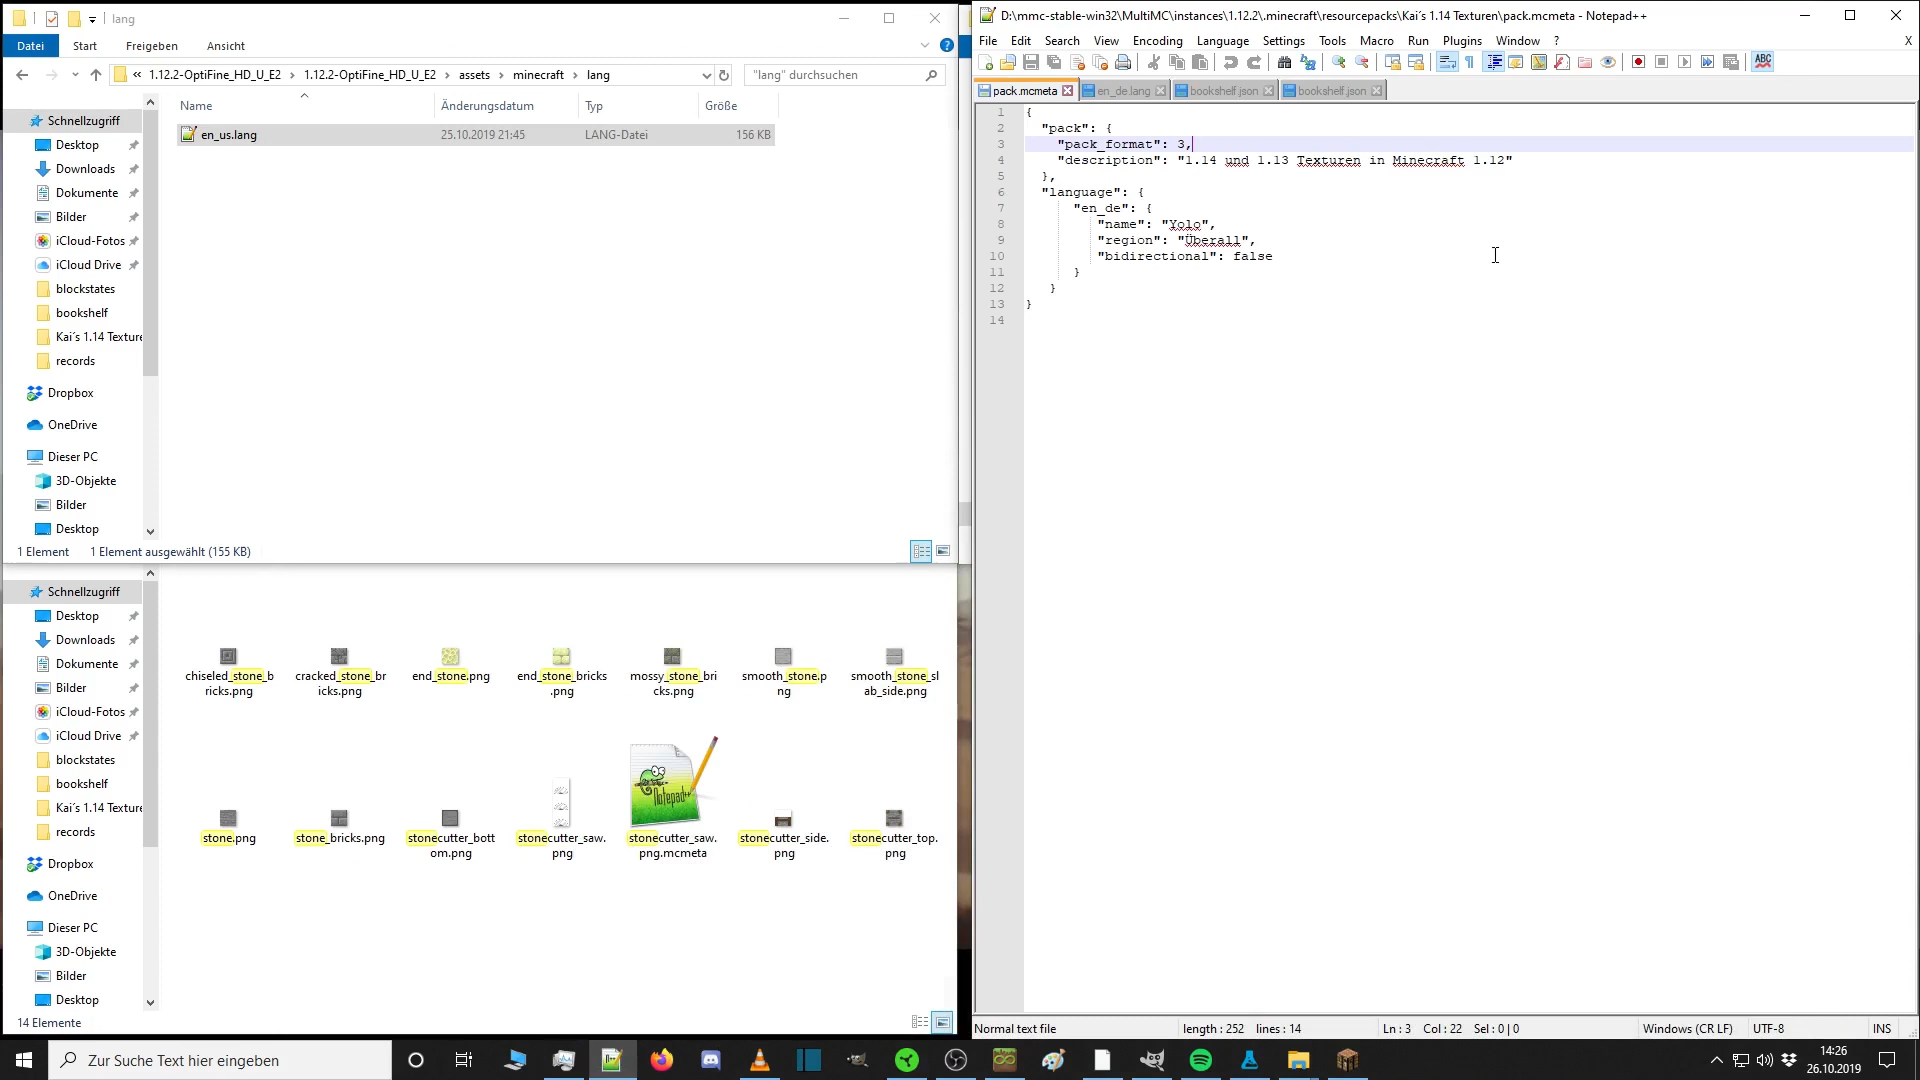 lang
Datei
Start
Freigeben
Ansicht
« 1.12.2-OptiFine_HD_U_E2 › 1.12.2-OptiFine_HD_U_E2 › assets › minecraft › lang
"lang" durchsuchen
Name
Änderungsdatum
Typ
Größe
en_us.lang
25.10.2019 21:45
LANG-Datei
156 KB
Schnellzugriff
Desktop
Downloads
Dokumente
Bilder
iCloud-Fotos
iCloud Drive
blockstates
bookshelf
Kai´s 1.14 Texture
records
Dropbox
OneDrive
Dieser PC
3D-Objekte
Bilder
Desktop
1 Element
1 Element ausgewählt (155 KB)
Schnellzugriff
Desktop
Downloads
Dokumente
Bilder
iCloud-Fotos
iCloud Drive
blockstates
bookshelf
Kai´s 1.14 Texture
records
Dropbox
OneDrive
Dieser PC
3D-Objekte
Bilder
Desktop
14 Elemente
chiseled_stone_b
ricks.png
cracked_stone_br
icks.png
end_stone.png
end_stone_bricks
.png
mossy_stone_bri
cks.png
smooth_stone.p
ng
smooth_stone_sl
ab_side.png
Notepad++
stone.png
stone_bricks.png
stonecutter_bott
om.png
stonecutter_saw.
png
stonecutter_saw.
png.mcmeta
stonecutter_side.
png
stonecutter_top.
png
D:\mmc-stable-win32\MultiMC\instances\1.12.2\.minecraft\resourcepacks\Kai´s 1.14 Texturen\pack.mcmeta - Notepad++
File Edit Search View Encoding Language Settings Tools Macro Run Plugins Window ?
X
ABC
pack.mcmeta
en_de.lang
bookshelf.json
bookshelf.json
1 {
2 "pack": {
3 "pack_format": 3,
4 "description": "1.14 und 1.13 Texturen in Minecraft 1.12"
5 },
6 "language": {
7 "en_de": {
8 "name": "Yolo",
9 "region": "Überall",
10 "bidirectional": false
11 }
12 }
13 }
14
Normal text file
length : 252 lines : 14
Ln : 3 Col : 22 Sel : 0 | 0
Windows (CR LF)
UTF-8
INS
Zur Suche Text hier eingeben
14:26
26.10.2019